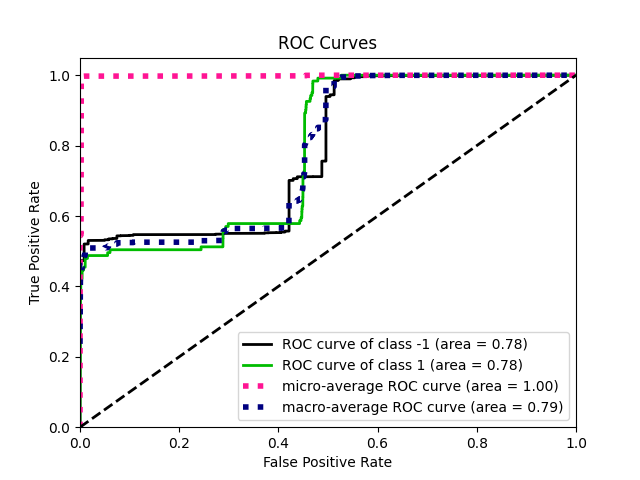 ROC Curves
True Positive Rate
1.0
0.8
0.6
0.4
0.2
0.0
ROC curve of class -1 (area = 0.78)
ROC curve of class 1 (area = 0.78)
micro-average ROC curve (area = 1.00)
macro-average ROC curve (area = 0.79)
0.0 0.2 0.4 0.6 0.8 1.0
False Positive Rate